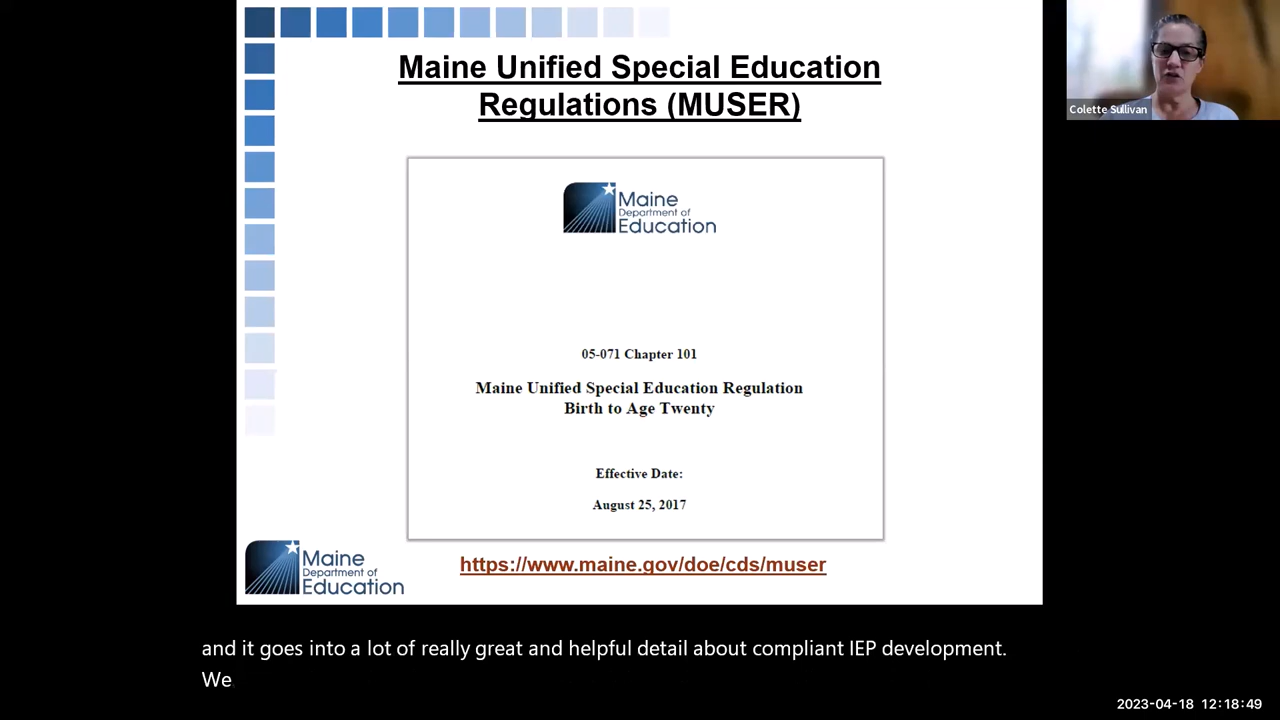 Maine Unified Special Education
Regulations (MUSER)
Maine
Department of
Education
05-071 Chapter 101
Maine Unified Special Education Regulation
Birth to Age Twenty
Effective Date:
August 25, 2017
https://www.maine.gov/doe/cds/muser
Maine
Department of
Education
Colette Sullivan
and it goes into a lot of really great and helpful detail about compliant IEP development.
We
2023-04-18 12:18:49